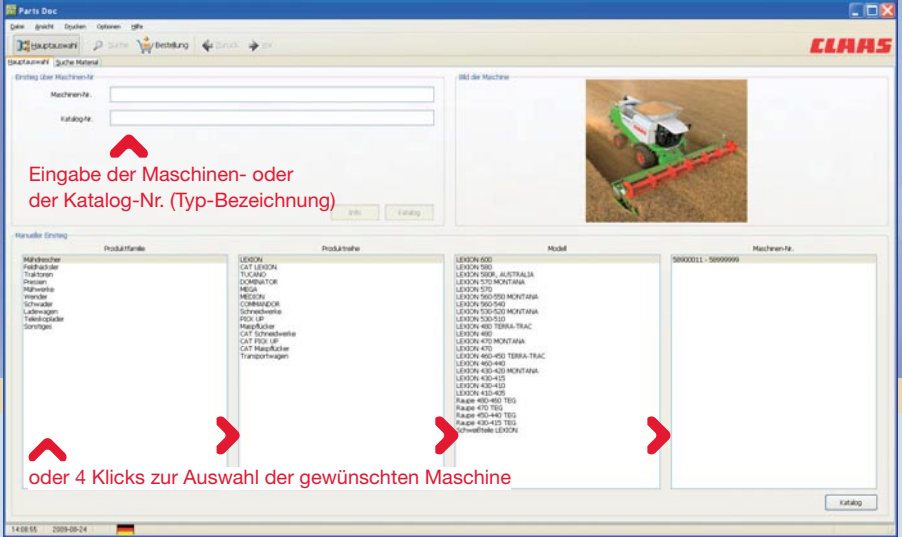 Parts Doc
Datei Ansicht Drucken Optionen Hilfe
Hauptauswahl Suche Bestellung Zurück Vor
CLAAS
Hauptauswahl Suche Material
Einstieg über Maschinen-Nr
Bild der Maschine
Maschinen-Nr.
Katalog-Nr.
Eingabe der Maschinen- oder
der Katalog-Nr. (Typ-Bezeichnung)
Info Katalog
Manueller Einstieg
Produktfamilie
Mähdrescher
Feldhäcksler
Traktoren
Pressen
Mähwerke
Wender
Schwader
Ladewagen
Teleskoplader
Sonstiges
Produktreihe
LEXION
CAT LEXION
TUCANO
DOMINATOR
MEGA
MEDION
COMMANDOR
Schneidwerke
PICK UP
Maispflücker
CAT Schneidwerke
CAT PICK UP
CAT Maispflücker
Transportwagen
Modell
LEXION 600
LEXION 580
LEXION 580R, AUSTRALIA
LEXION 570 MONTANA
LEXION 570
LEXION 560-550 MONTANA
LEXION 560-540
LEXION 530-520 MONTANA
LEXION 530-510
LEXION 480 TERRA-TRAC
LEXION 480
LEXION 470 MONTANA
LEXION 470
LEXION 460-450 TERRA-TRAC
LEXION 460-440
LEXION 430-420 MONTANA
LEXION 430-415
LEXION 430-410
LEXION 410-405
Raupe 480-460 TEG
Raupe 470 TEG
Raupe 450-440 TEG
Raupe 430-415 TEG
Schweißteile LEXION
Maschinen-Nr.
58900011 - 58999999
oder 4 Klicks zur Auswahl der gewünschten Maschine
Katalog
14:08:55 2009-08-24